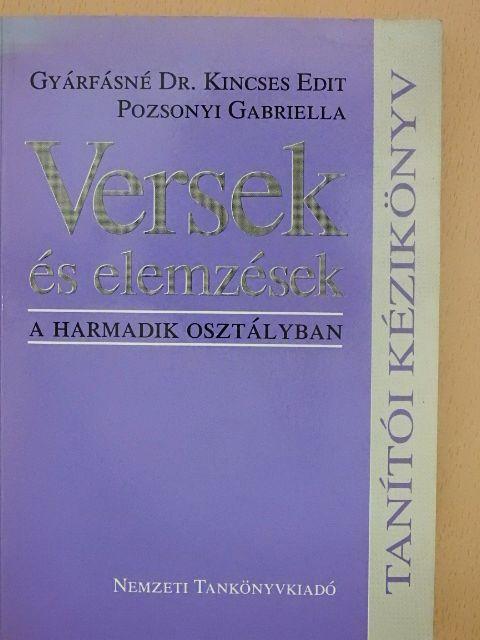 GYÁRFÁSNÉ DR. KINCSES EDIT
POZSONYI GABRIELLA
Versek
és elemzések
A HARMADIK OSZTÁLYBAN
NEMZETI TANKÖNYVKIADÓ
TANÍTÓI KÉZIKÖNYV